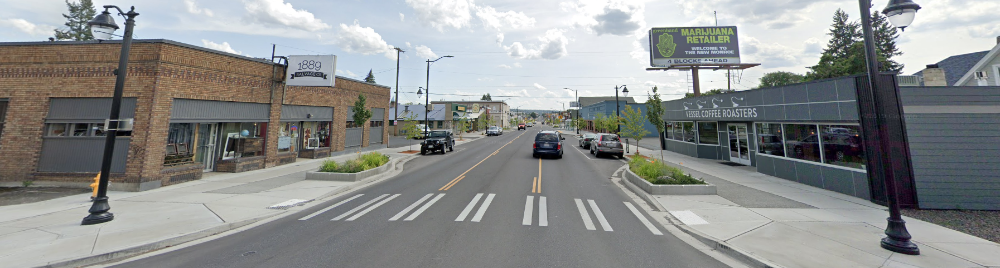 1889
SALVAGE CO.
greenhand
MARIJUANA
RETAILER
WELCOME TO
THE NEW MONROE
4 BLOCKS AHEAD
VESSEL COFFEE ROASTERS